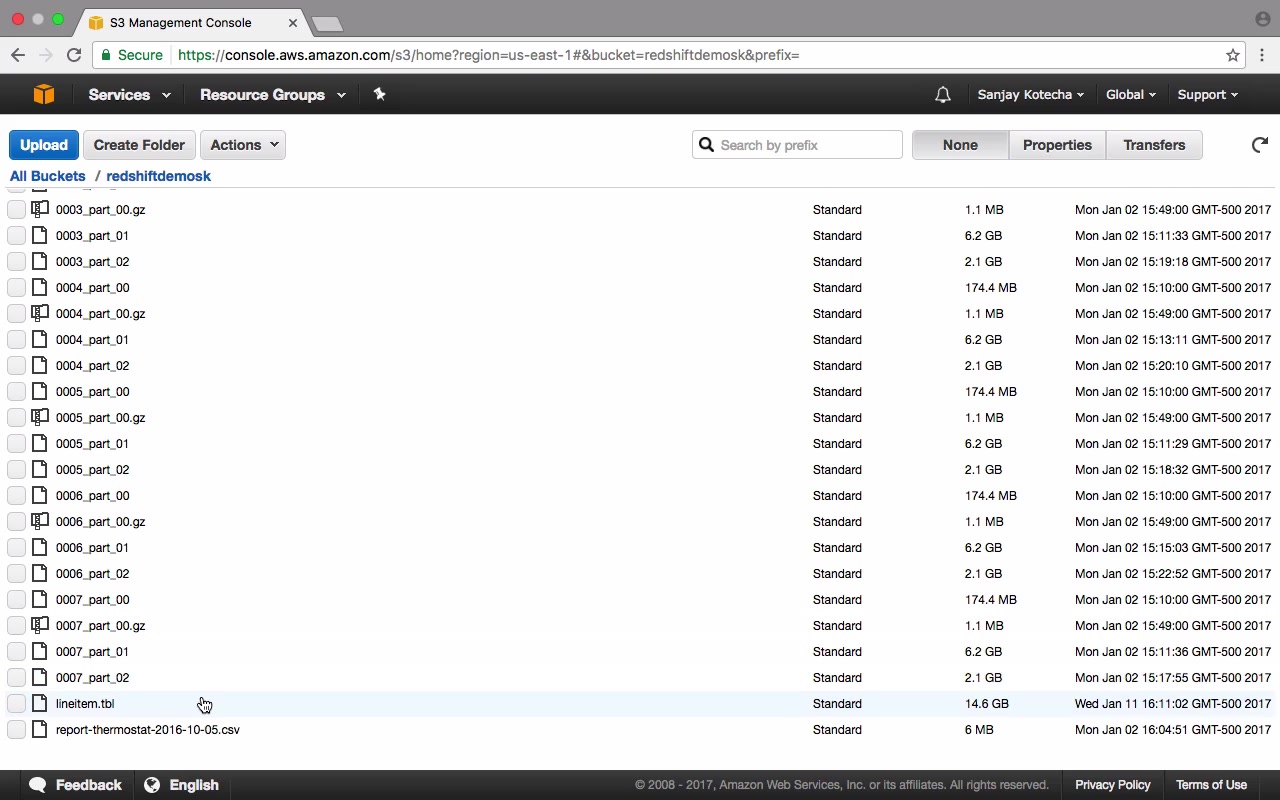 S3 Management Console
Secure https://console.aws.amazon.com/s3/home?region=us-east-1#&bucket=redshiftdemosk&prefix=
Services Resource Groups Sanjay Kotecha Global Support
Upload Create Folder Actions Search by prefix None Properties Transfers
All Buckets / redshiftdemosk
0003_part_00.gz Standard 1.1 MB Mon Jan 02 15:49:00 GMT-500 2017
0003_part_01 Standard 6.2 GB Mon Jan 02 15:11:33 GMT-500 2017
0003_part_02 Standard 2.1 GB Mon Jan 02 15:19:18 GMT-500 2017
0004_part_00 Standard 174.4 MB Mon Jan 02 15:10:00 GMT-500 2017
0004_part_00.gz Standard 1.1 MB Mon Jan 02 15:49:00 GMT-500 2017
0004_part_01 Standard 6.2 GB Mon Jan 02 15:13:11 GMT-500 2017
0004_part_02 Standard 2.1 GB Mon Jan 02 15:20:10 GMT-500 2017
0005_part_00 Standard 174.4 MB Mon Jan 02 15:10:00 GMT-500 2017
0005_part_00.gz Standard 1.1 MB Mon Jan 02 15:49:00 GMT-500 2017
0005_part_01 Standard 6.2 GB Mon Jan 02 15:11:29 GMT-500 2017
0005_part_02 Standard 2.1 GB Mon Jan 02 15:18:32 GMT-500 2017
0006_part_00 Standard 174.4 MB Mon Jan 02 15:10:00 GMT-500 2017
0006_part_00.gz Standard 1.1 MB Mon Jan 02 15:49:00 GMT-500 2017
0006_part_01 Standard 6.2 GB Mon Jan 02 15:15:03 GMT-500 2017
0006_part_02 Standard 2.1 GB Mon Jan 02 15:22:52 GMT-500 2017
0007_part_00 Standard 174.4 MB Mon Jan 02 15:10:00 GMT-500 2017
0007_part_00.gz Standard 1.1 MB Mon Jan 02 15:49:00 GMT-500 2017
0007_part_01 Standard 6.2 GB Mon Jan 02 15:11:36 GMT-500 2017
0007_part_02 Standard 2.1 GB Mon Jan 02 15:17:55 GMT-500 2017
lineitem.tbl Standard 14.6 GB Wed Jan 11 16:11:02 GMT-500 2017
report-thermostat-2016-10-05.csv Standard 6 MB Mon Jan 02 16:04:51 GMT-500 2017
Feedback English © 2008 - 2017, Amazon Web Services, Inc. or its affiliates. All rights reserved. Privacy Policy Terms of Use